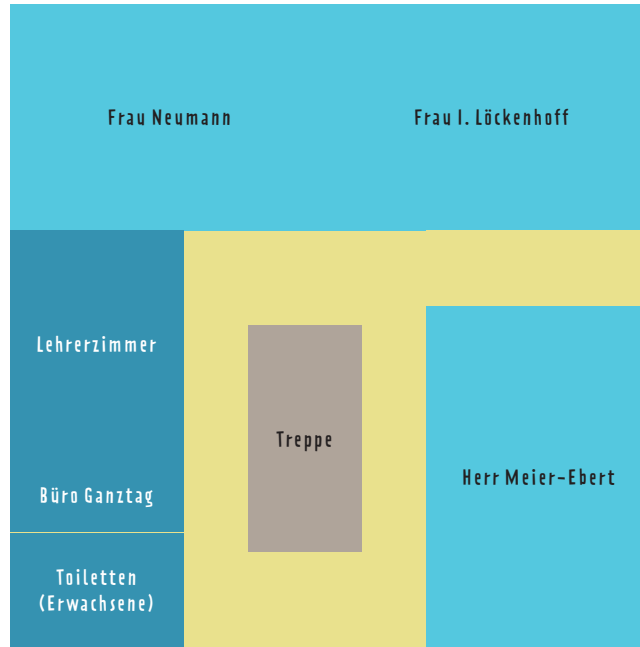 Frau Neumann
Frau I. Löckenhoff
Lehrerzimmer
Treppe
Herr Meier-Ebert
Büro Ganztag
Toiletten
(Erwachsene)